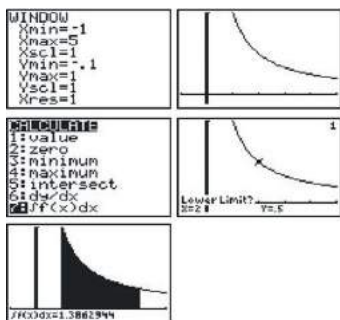 WINDOW
Xmin=-1
Xmax=5
Xscl=1
Ymin=-.1
Ymax=1
Yscl=1
Xres=1
CALCULATE
1:value
2:zero
3:minimum
4:maximum
5:intersect
6:dy/dx
7:∫f(x)dx
1
Lower Limit?
X=2 Y=.5
∫f(x)dx=1.3862944